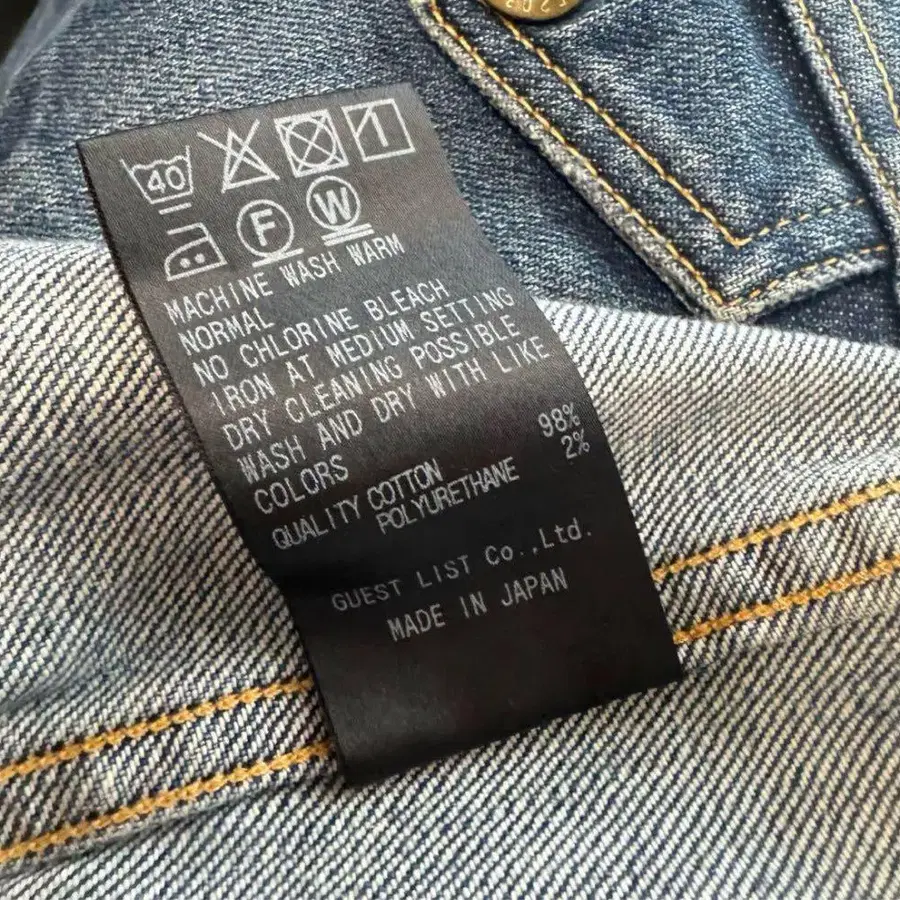 40
F W
MACHINE WASH WARM
NORMAL
NO CHLORINE BLEACH
IRON AT MEDIUM SETTING
DRY CLEANING POSSIBLE
WASH AND DRY WITH LIKE
COLORS
QUALITY COTTON 98%
POLYURETHANE 2%
GUEST LIST Co.,Ltd.
MADE IN JAPAN